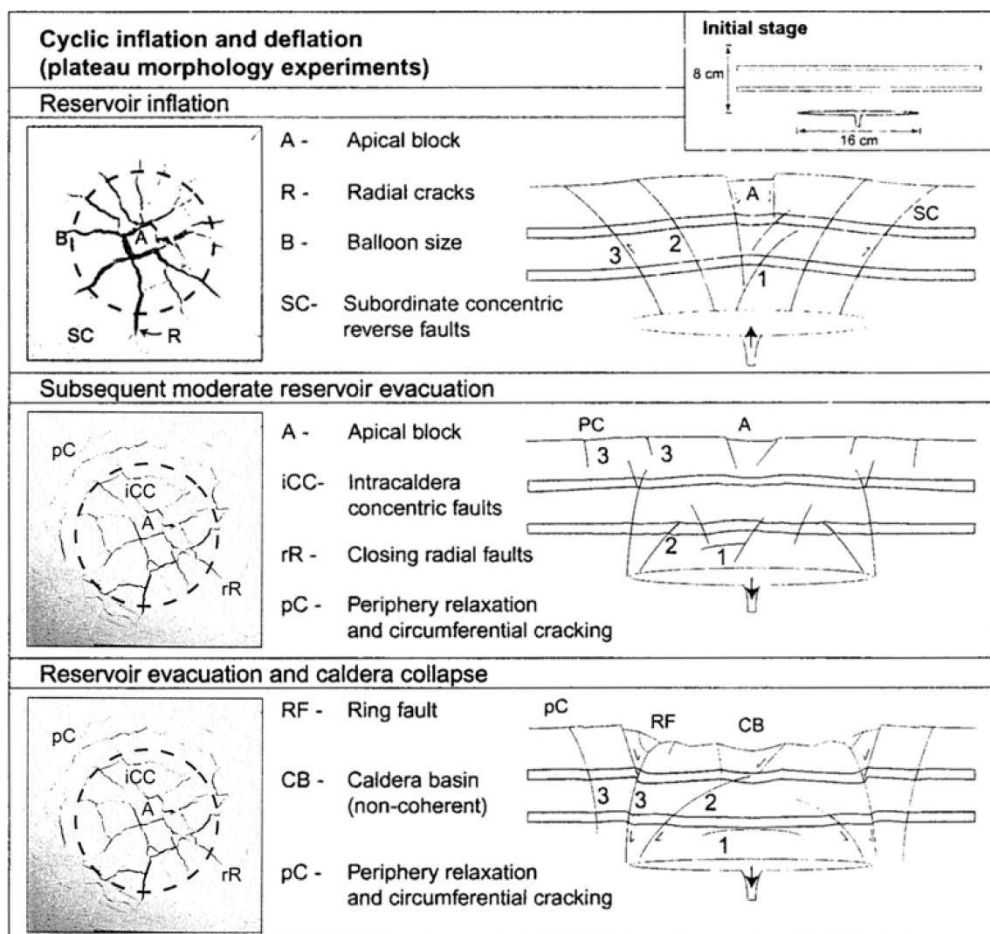 Cyclic inflation and deflation
(plateau morphology experiments)
Initial stage
8 cm
16 cm
Reservoir inflation
B
A
SC
R
A - Apical block
R - Radial cracks
B - Balloon size
SC- Subordinate concentric
reverse faults
A
SC
3
2
1
Subsequent moderate reservoir evacuation
pC
iCC
A
rR
A - Apical block
iCC- Intracaldera
concentric faults
rR - Closing radial faults
pC - Periphery relaxation
and circumferential cracking
PC
A
3
3
2
1
Reservoir evacuation and caldera collapse
pC
iCC
A
rR
RF - Ring fault
CB - Caldera basin
(non-coherent)
pC - Periphery relaxation
and circumferential cracking
pC
RF
CB
3
3
2
1